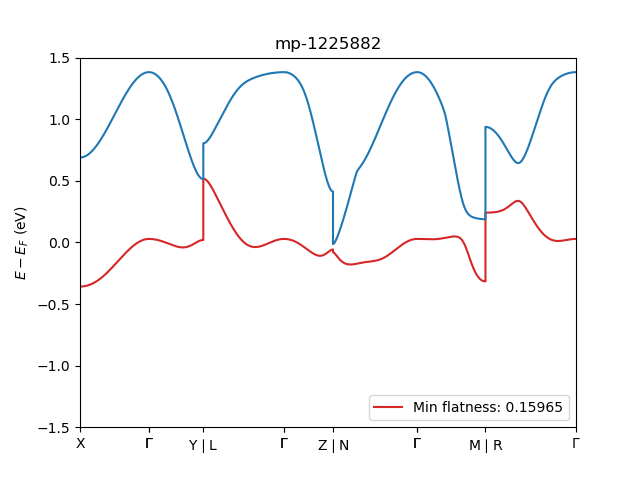 mp-1225882
1.5
1.0
0.5
0.0
−0.5
−1.0
−1.5
E − E_F (eV)
Min flatness: 0.15965
X Γ Y | L Γ Z | N Γ M | R Γ